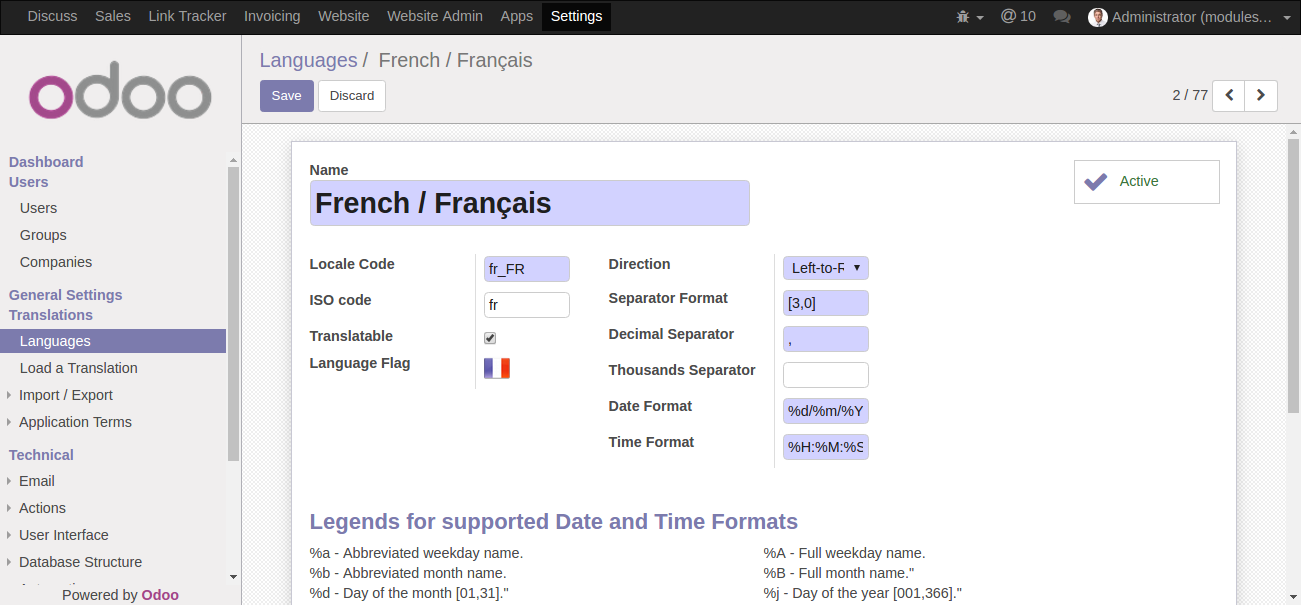 Discuss Sales Link Tracker Invoicing Website Website Admin Apps Settings @ 10 Administrator (modules...
odoo
Dashboard
Users
Users
Groups
Companies
General Settings
Translations
Languages
Load a Translation
Import / Export
Application Terms
Technical
Email
Actions
User Interface
Database Structure
Powered by Odoo
Languages / French / Français
Save Discard 2 / 77
Name
French / Français
Active
Locale Code fr_FR
ISO code fr
Translatable
Language Flag
Direction Left-to-R
Separator Format [3,0]
Decimal Separator ,
Thousands Separator
Date Format %d/%m/%Y
Time Format %H:%M:%S
Legends for supported Date and Time Formats
%a - Abbreviated weekday name. %A - Full weekday name.
%b - Abbreviated month name. %B - Full month name."
%d - Day of the month [01,31]." %j - Day of the year [001,366]."